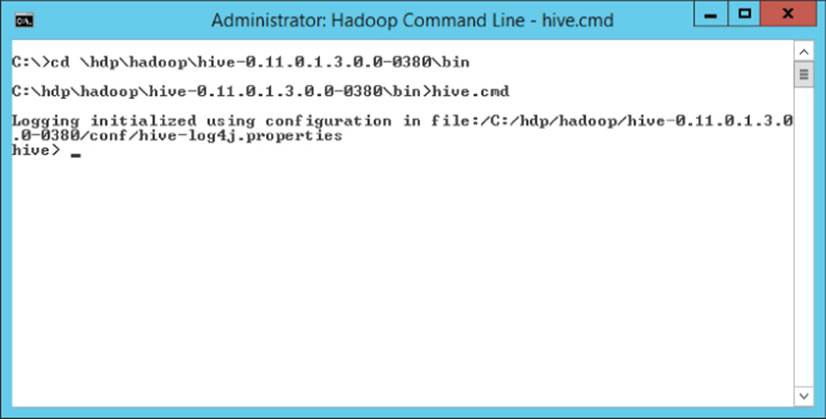 Administrator: Hadoop Command Line - hive.cmd
C:\>cd \hdp\hadoop\hive-0.11.0.1.3.0.0-0380\bin
C:\hdp\hadoop\hive-0.11.0.1.3.0.0-0380\bin>hive.cmd
Logging initialized using configuration in file:/C:/hdp/hadoop/hive-0.11.0.1.3.0
.0-0380/conf/hive-log4j.properties
hive> _